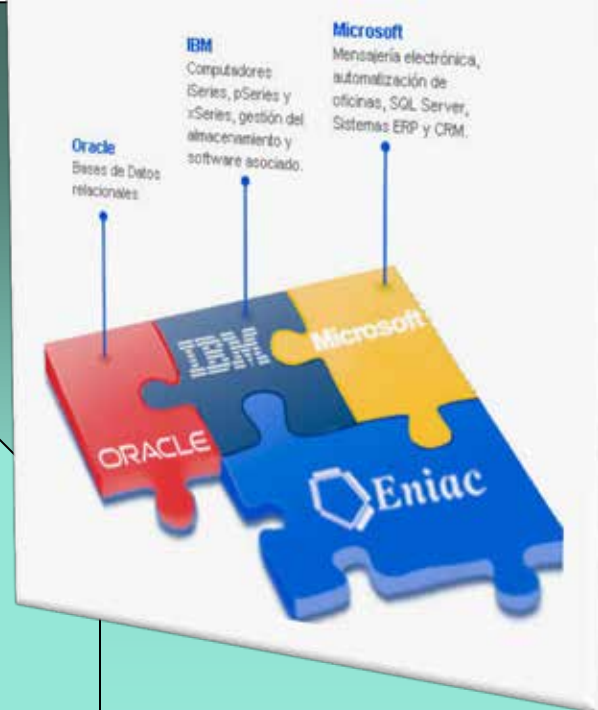 Oracle
Bases de Datos
relacionales
IBM
Computadores
iSeries, pSeries y
xSeries, gestión del
almacenamiento y
software asociado.
Microsoft
Mensajería electrónica,
automatización de
oficinas, SQL Server,
Sistemas ERP y CRM.
ORACLE
IBM
Microsoft
Eniac